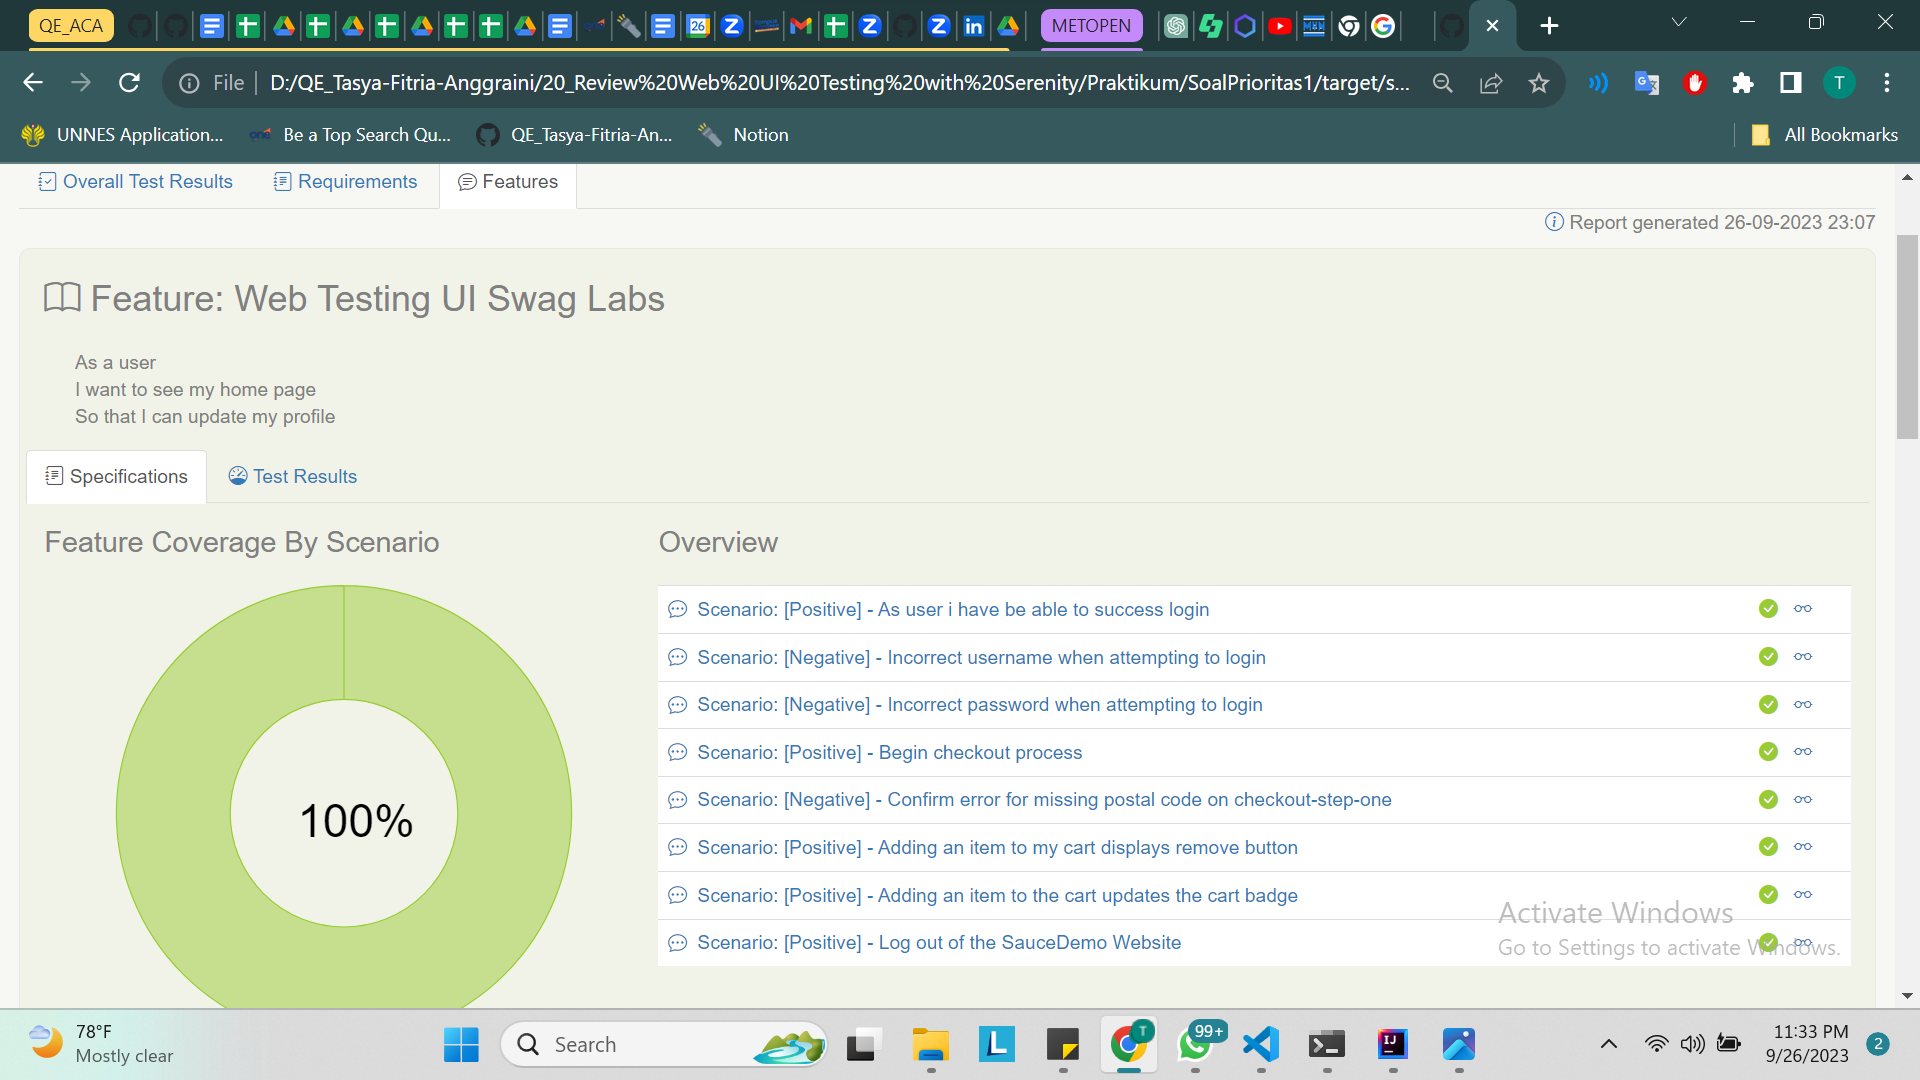 QE_ACA
METOPEN
File
D:/QE_Tasya-Fitria-Anggraini/20_Review%20Web%20UI%20Testing%20with%20Serenity/Praktikum/SoalPrioritas1/target/s...
T
UNNES Application...
Be a Top Search Qu...
QE_Tasya-Fitria-An...
Notion
All Bookmarks
Overall Test Results
Requirements
Features
Report generated 26-09-2023 23:07
Feature: Web Testing UI Swag Labs
As a user
I want to see my home page
So that I can update my profile
Specifications
Test Results
Feature Coverage By Scenario
Overview
100%
Scenario: [Positive] - As user i have be able to success login
Scenario: [Negative] - Incorrect username when attempting to login
Scenario: [Negative] - Incorrect password when attempting to login
Scenario: [Positive] - Begin checkout process
Scenario: [Negative] - Confirm error for missing postal code on checkout-step-one
Scenario: [Positive] - Adding an item to my cart displays remove button
Scenario: [Positive] - Adding an item to the cart updates the cart badge
Scenario: [Positive] - Log out of the SauceDemo Website
Activate Windows
Go to Settings to activate Windows.
78°F
Mostly clear
Search
T
99+
11:33 PM
9/26/2023
2